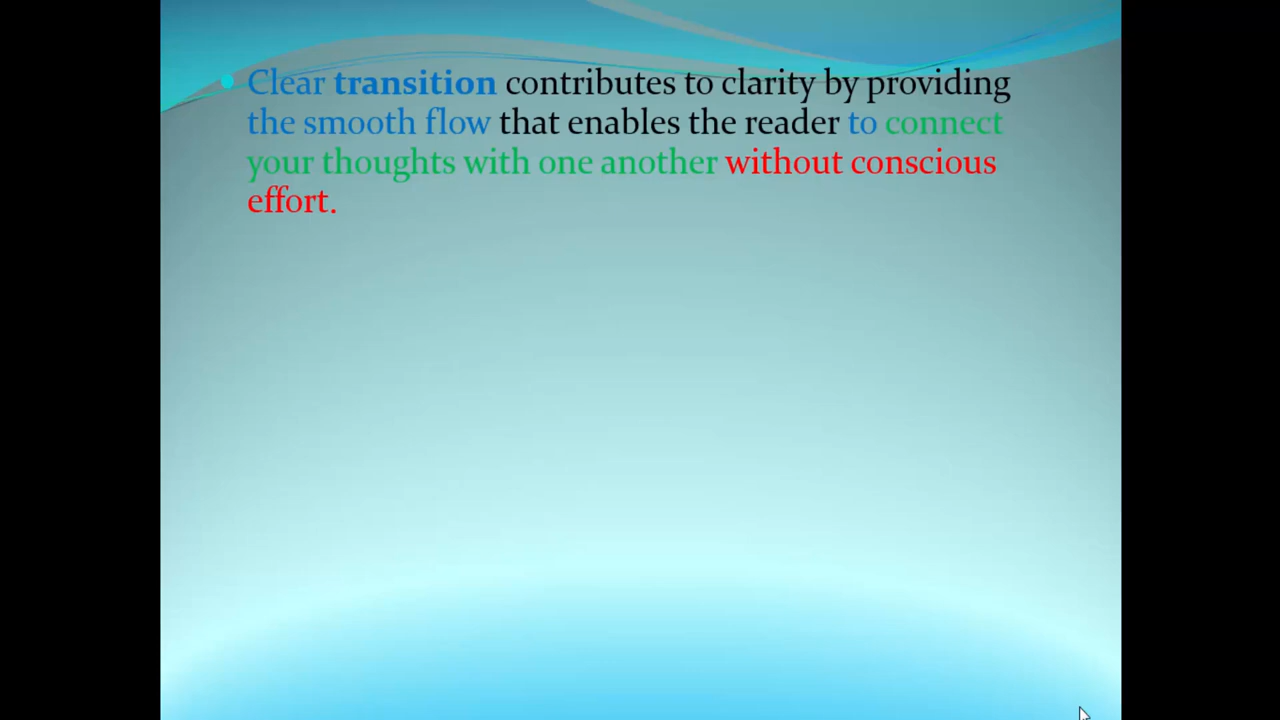 Clear transition contributes to clarity by providing
the smooth flow that enables the reader to connect
your thoughts with one another without conscious
effort.